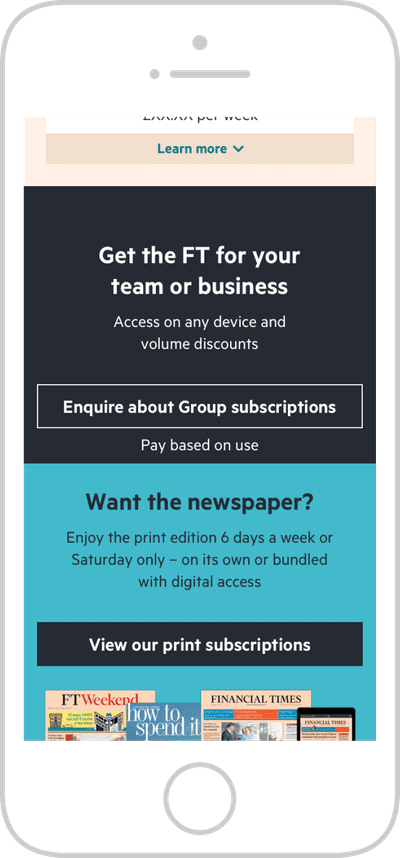 per week
Learn more
Get the FT for your
team or business
Access on any device and
volume discounts
Enquire about Group subscriptions
Pay based on use
Want the newspaper?
Enjoy the print edition 6 days a week or
Saturday only – on its own or bundled
with digital access
View our print subscriptions
FTWeekend
how to
spend it
FINANCIAL TIMES
FINANCIAL TIMES